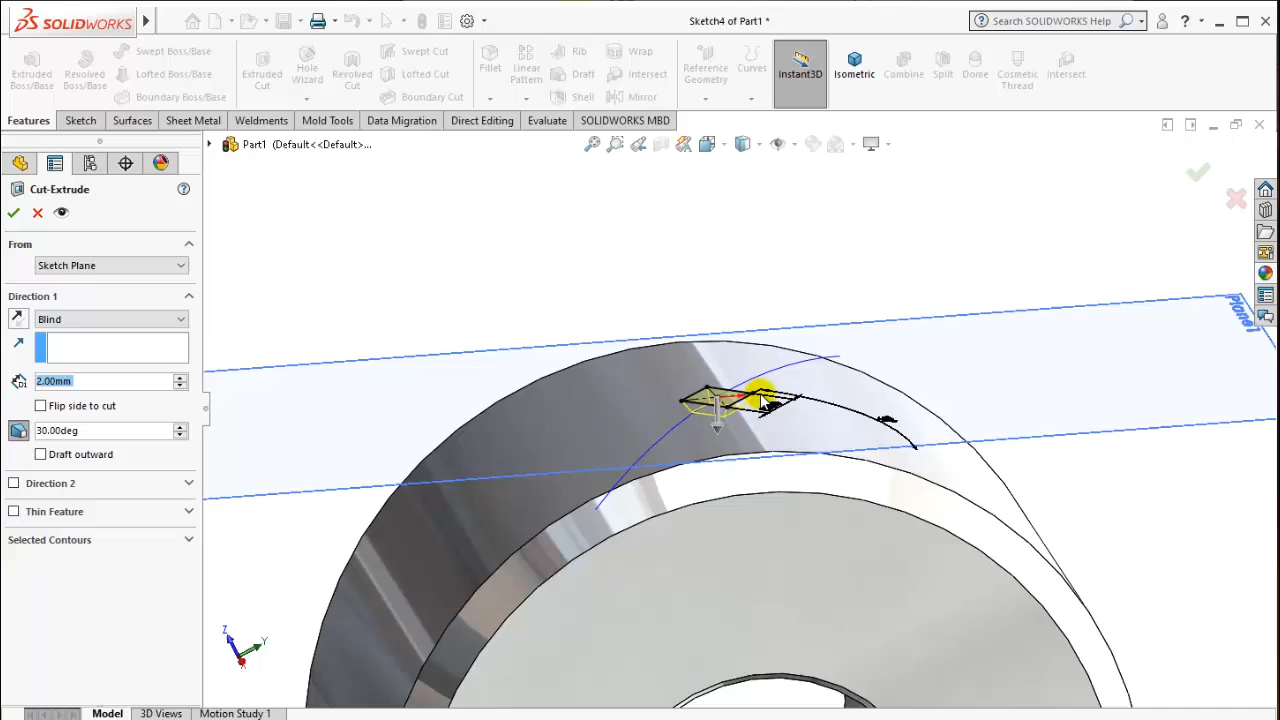 SOLIDWORKS
Sketch4 of Part1 *
Search SOLIDWORKS Help
?
Extruded Boss/Base
Revolved Boss/Base
Swept Boss/Base
Lofted Boss/Base
Boundary Boss/Base
Extruded Cut
Hole Wizard
Revolved Cut
Swept Cut
Lofted Cut
Boundary Cut
Fillet
Linear Pattern
Rib
Draft
Shell
Wrap
Intersect
Mirror
Reference Geometry
Curves
Instant3D
Isometric
Combine
Split
Dome
Cosmetic Thread
Intersect
Features
Sketch
Surfaces
Sheet Metal
Weldments
Mold Tools
Data Migration
Direct Editing
Evaluate
SOLIDWORKS MBD
Part1 (Default<<Default>...
Cut-Extrude
?
From
Sketch Plane
Direction 1
Blind
D1
2.00mm
Flip side to cut
30.00deg
Draft outward
Direction 2
Thin Feature
Selected Contours
Plane1
Z
Y
X
Model
3D Views
Motion Study 1